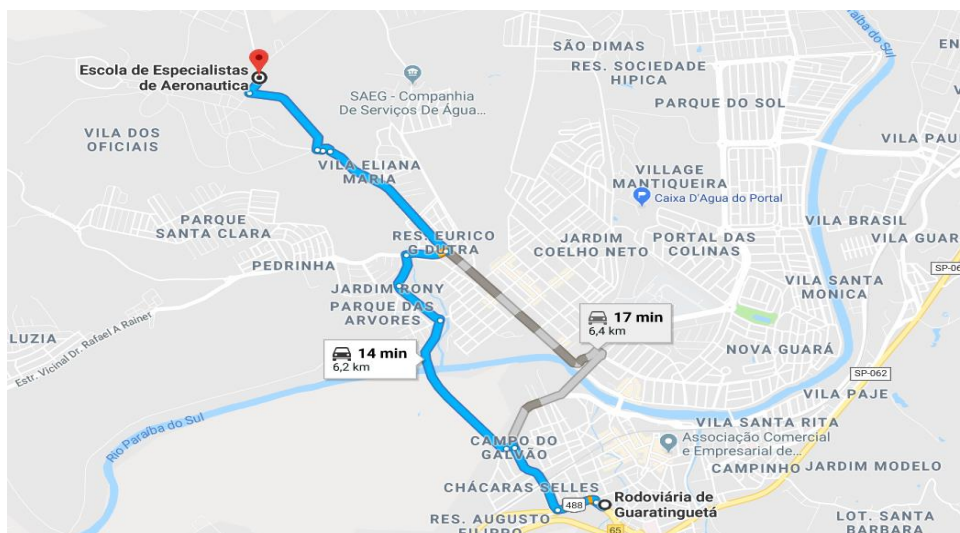 Paraíba do Sul
SÃO DIMAS
RES. SOCIEDADE
HIPICA
EN
Escola de Especialistas
de Aeronautica
SAEG - Companhia
De Serviços De Água...
PARQUE DO SOL
VILA DOS
OFICIAIS
VILA PAU
VILA ELIANA
MARIA
VILLAGE
MANTIQUEIRA
Caixa D'Agua do Portal
PARQUE
SANTA CLARA
VILA BRASIL
RES. EURICO
G DUTRA
JARDIM
COELHO NETO
PORTAL DAS
COLINAS
VILA GUAR
PEDRINHA
SP-06
VILA SANTA
MONICA
JARDIM RONY
PARQUE DAS
ARVORES
17 min
6,4 km
LUZIA
Estr. Vicinal Dr. Rafael A Rainet
14 min
6,2 km
NOVA GUARÁ
SP-062
VILA PAJE
Rio Paraíba do Sul
VILA SANTA RITA
CAMPO DO
GALVÃO
Associação Comercial
e Empresarial de...
CAMPINHO
JARDIM MODELO
CHÁCARAS SELLES
488
Rodoviária de
Guaratinguetá
RES. AUGUSTO
FILIPPO
65
LOT. SANTA
BARBARA